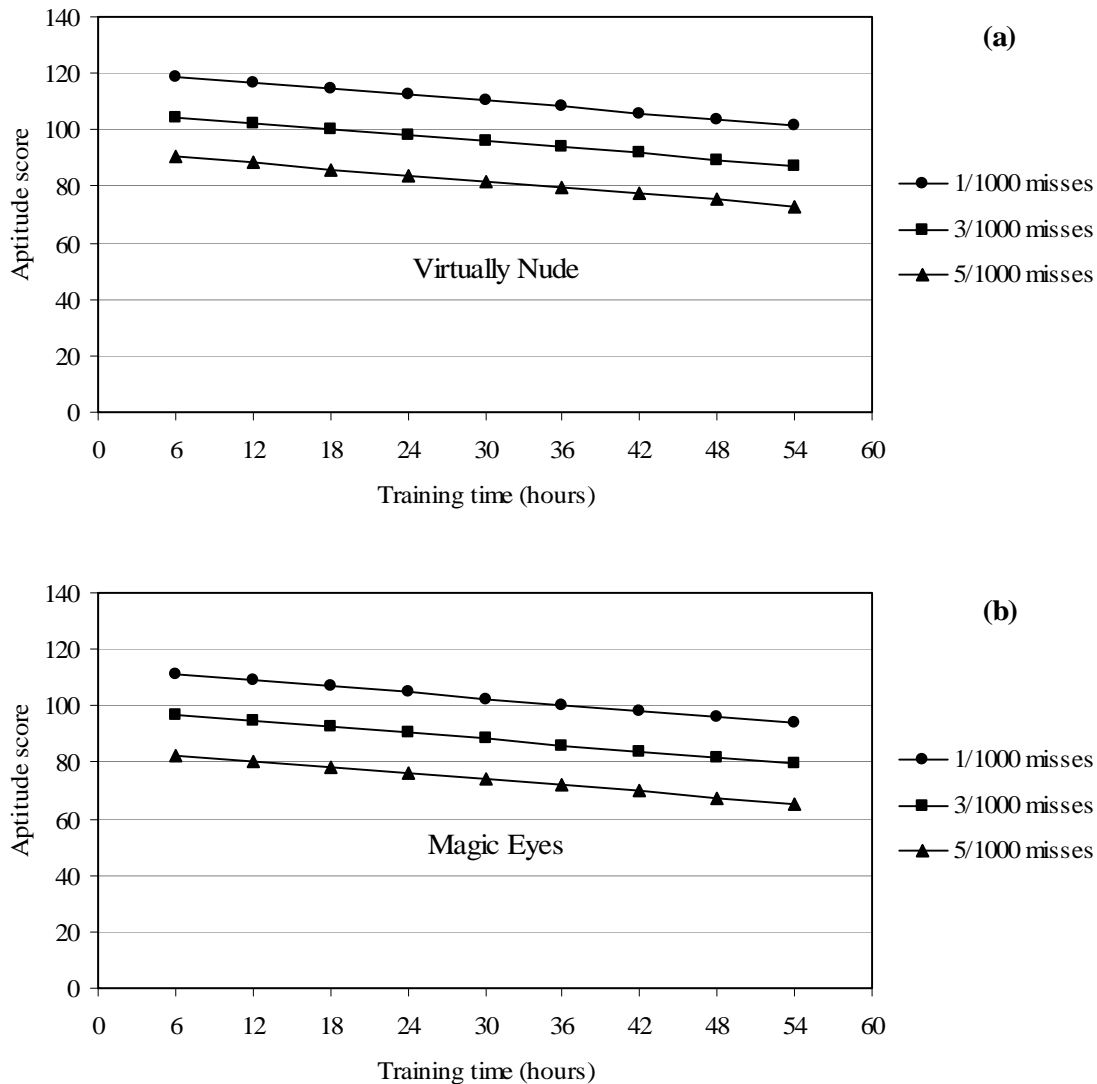 140
120
100
80
60
40
20
0
Aptitude score
Virtually Nude
0 6 12 18 24 30 36 42 48 54 60
Training time (hours)
(a)
1/1000 misses
3/1000 misses
5/1000 misses
140
120
100
80
60
40
20
0
Aptitude score
Magic Eyes
0 6 12 18 24 30 36 42 48 54 60
Training time (hours)
(b)
1/1000 misses
3/1000 misses
5/1000 misses